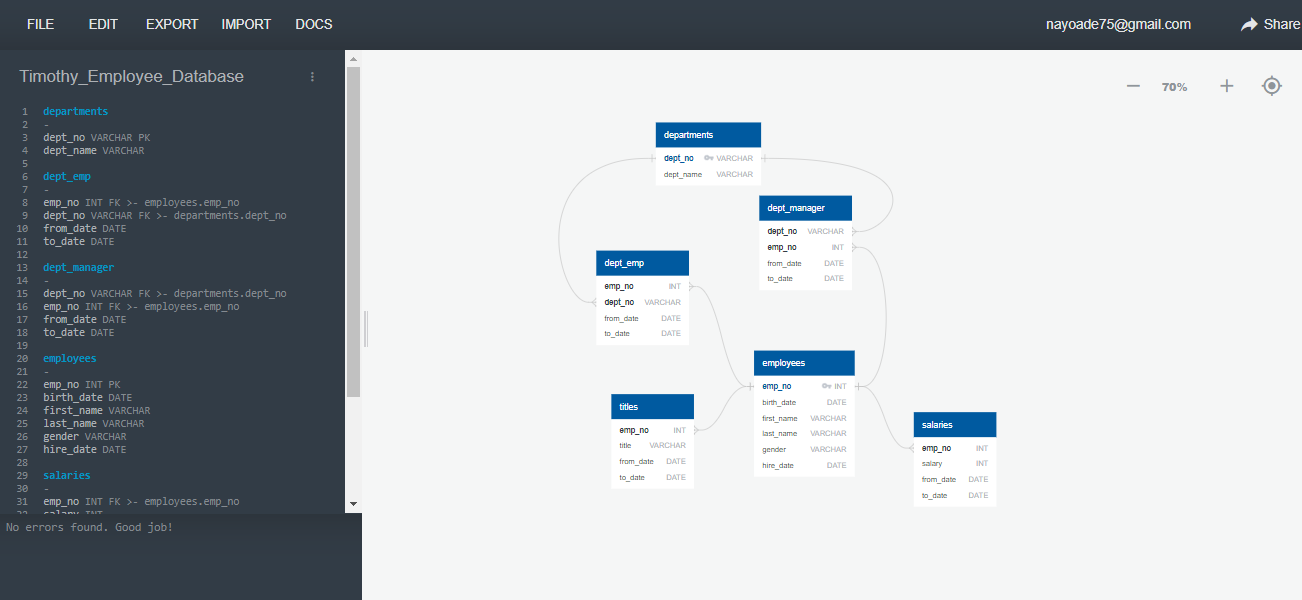 FILE EDIT EXPORT IMPORT DOCS nayoade75@gmail.com Share
Timothy_Employee_Database
1 departments
2 -
3 dept_no VARCHAR PK
4 dept_name VARCHAR
5
6 dept_emp
7 -
8 emp_no INT FK >- employees.emp_no
9 dept_no VARCHAR FK >- departments.dept_no
10 from_date DATE
11 to_date DATE
12
13 dept_manager
14 -
15 dept_no VARCHAR FK >- departments.dept_no
16 emp_no INT FK >- employees.emp_no
17 from_date DATE
18 to_date DATE
19
20 employees
21 -
22 emp_no INT PK
23 birth_date DATE
24 first_name VARCHAR
25 last_name VARCHAR
26 gender VARCHAR
27 hire_date DATE
28
29 salaries
30 -
31 emp_no INT FK >- employees.emp_no
32 salary INT
No errors found. Good job!
70%
departments
dept_no VARCHAR
dept_name VARCHAR
dept_manager
dept_no VARCHAR
emp_no INT
from_date DATE
to_date DATE
dept_emp
emp_no INT
dept_no VARCHAR
from_date DATE
to_date DATE
employees
emp_no INT
birth_date DATE
first_name VARCHAR
last_name VARCHAR
gender VARCHAR
hire_date DATE
titles
emp_no INT
title VARCHAR
from_date DATE
to_date DATE
salaries
emp_no INT
salary INT
from_date DATE
to_date DATE